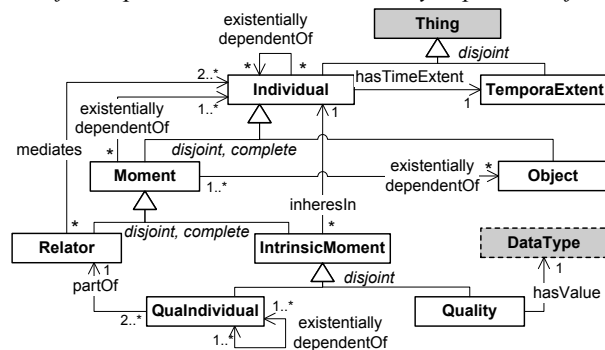 existentially
dependentOf
Thing
disjoint
*
*
2..*
hasTimeExtent
Individual
TemporaExtent
existentially
dependentOf
1..*
1
1
mediates
*
disjoint, complete
existentially
dependentOf
*
Moment
Object
1..*
inheresIn
*
*
Relator
disjoint, complete
IntrinsicMoment
DataType
1
partOf
disjoint
1
hasValue
1..*
QuaIndividual
Quality
2..*
existentially
dependentOf
1..*